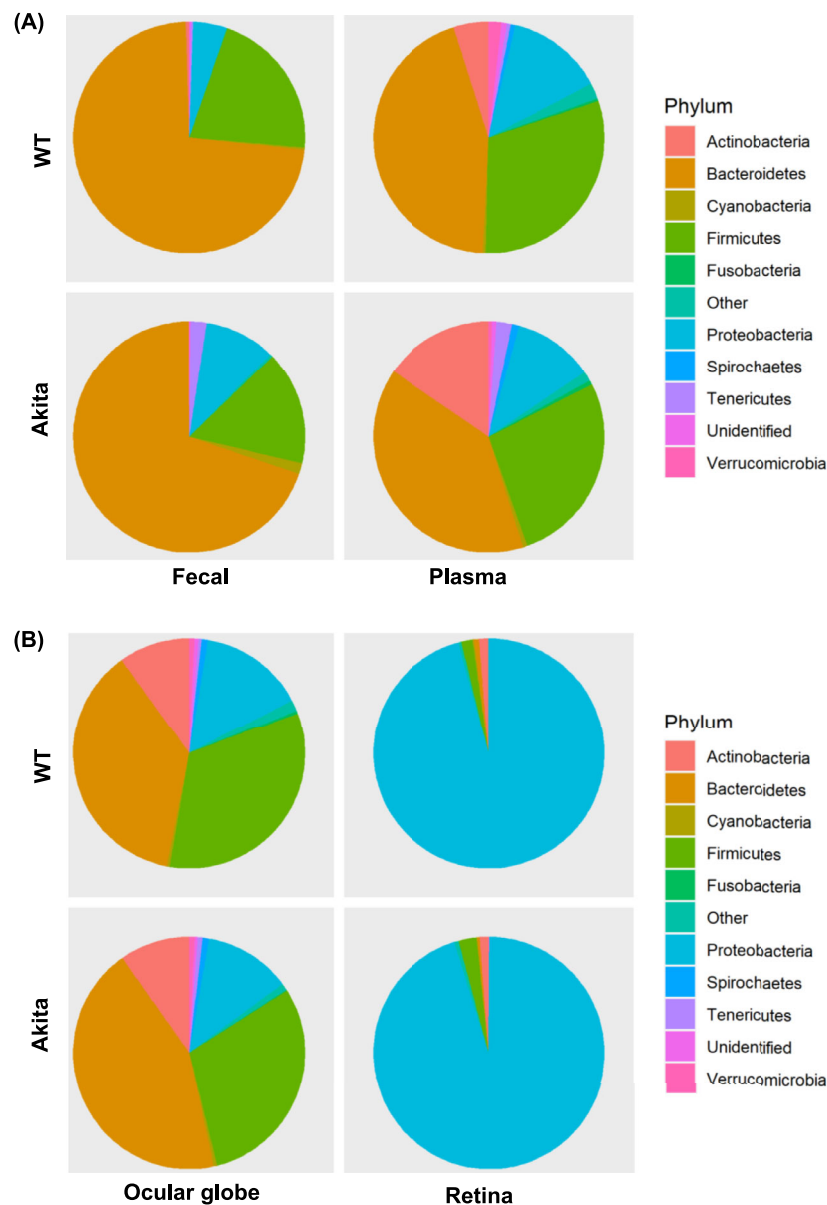 (A)
WT
Akita
Fecal
Plasma
Phylum
Actinobacteria
Bacteroidetes
Cyanobacteria
Firmicutes
Fusobacteria
Other
Proteobacteria
Spirochaetes
Tenericutes
Unidentified
Verrucomicrobia
(B)
WT
Akita
Ocular globe
Retina
Phylum
Actinobacteria
Bacteroidetes
Cyanobacteria
Firmicutes
Fusobacteria
Other
Proteobacteria
Spirochaetes
Tenericutes
Unidentified
Verrucomicrobia